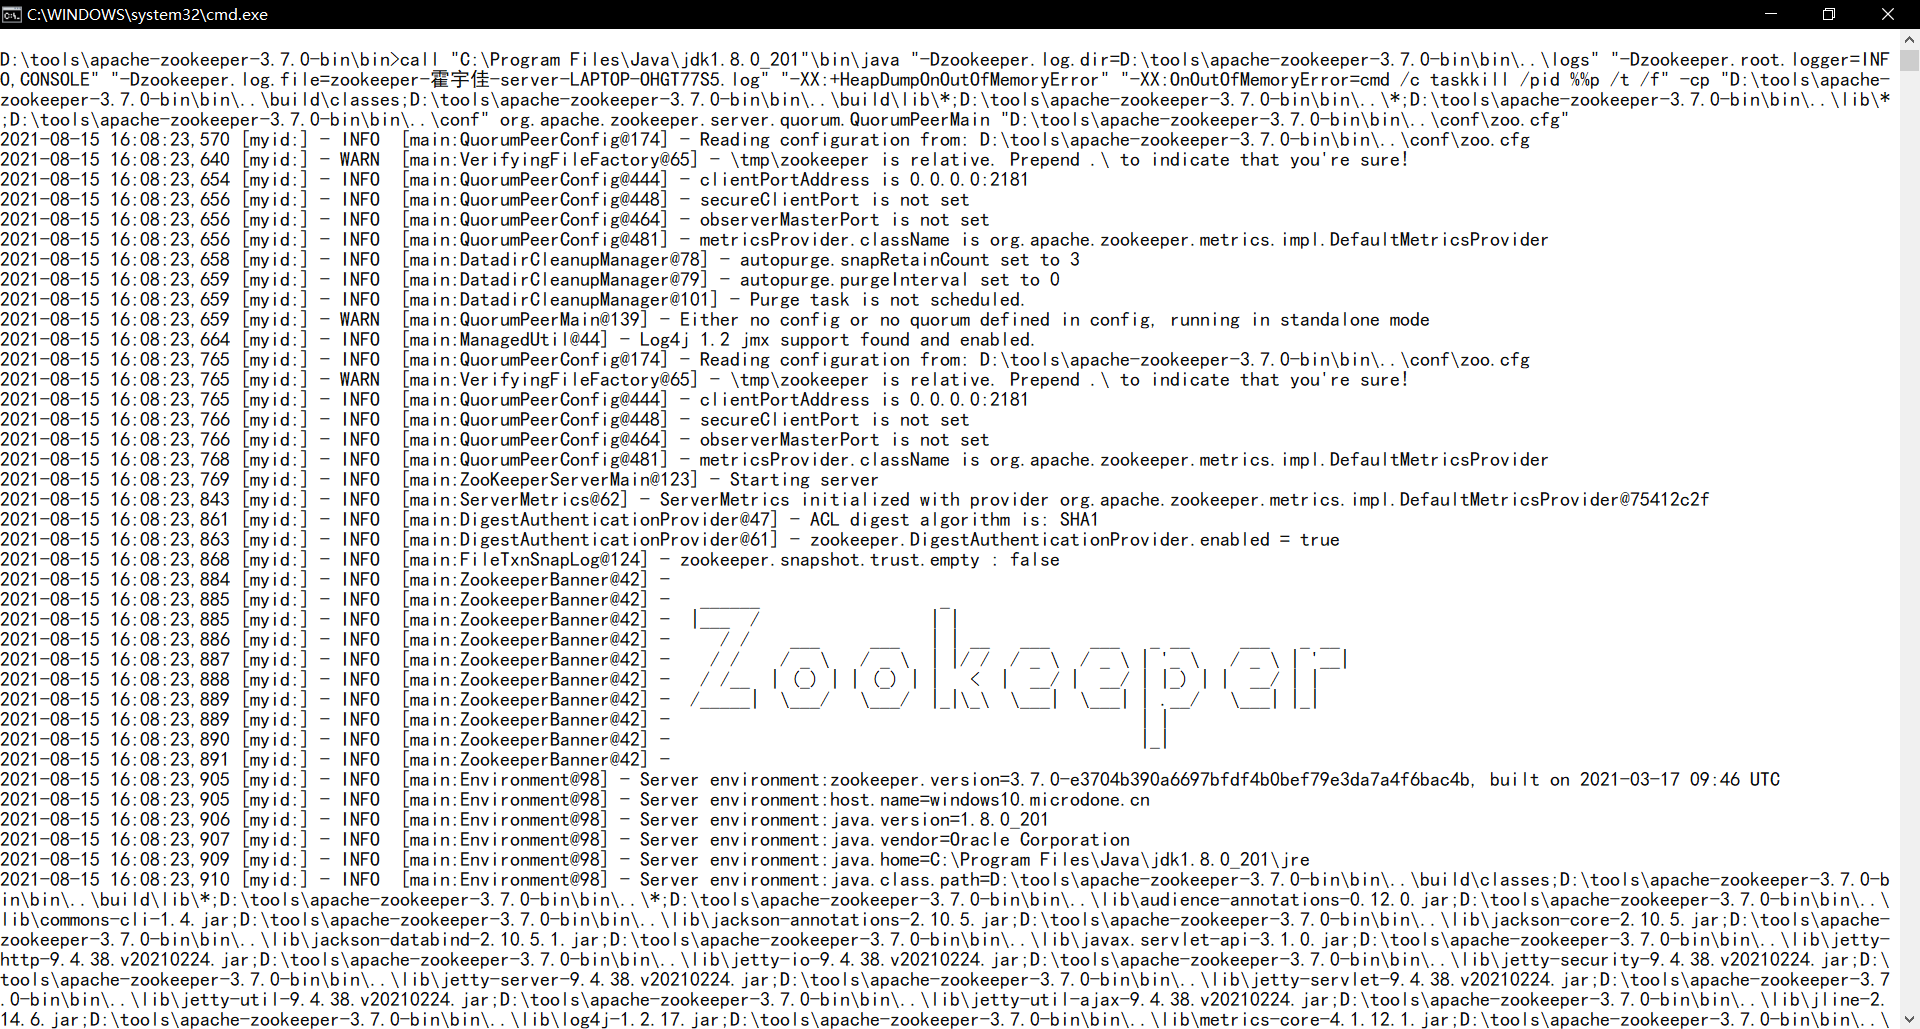 C:\WINDOWS\system32\cmd.exe
D:\tools\apache-zookeeper-3.7.0-bin\bin>call "C:\Program Files\Java\jdk1.8.0_201"\bin\java "-Dzookeeper.log.dir=D:\tools\apache-zookeeper-3.7.0-bin\bin\..\logs" "-Dzookeeper.root.logger=INF
O,CONSOLE" "-Dzookeeper.log.file=zookeeper-霍宇佳-server-LAPTOP-OHGT77S5.log" "-XX:+HeapDumpOnOutOfMemoryError" "-XX:OnOutOfMemoryError=cmd /c taskkill /pid %%p /t /f" -cp "D:\tools\apache-
zookeeper-3.7.0-bin\bin\..\build\classes;D:\tools\apache-zookeeper-3.7.0-bin\bin\..\build\lib\*;D:\tools\apache-zookeeper-3.7.0-bin\bin\..\*;D:\tools\apache-zookeeper-3.7.0-bin\bin\..\lib\*
;D:\tools\apache-zookeeper-3.7.0-bin\bin\..\conf" org.apache.zookeeper.server.quorum.QuorumPeerMain "D:\tools\apache-zookeeper-3.7.0-bin\bin\..\conf\zoo.cfg"
2021-08-15 16:08:23,570 [myid:] - INFO  [main:QuorumPeerConfig@174] - Reading configuration from: D:\tools\apache-zookeeper-3.7.0-bin\bin\..\conf\zoo.cfg
2021-08-15 16:08:23,640 [myid:] - WARN  [main:VerifyingFileFactory@65] - \tmp\zookeeper is relative. Prepend .\ to indicate that you're sure!
2021-08-15 16:08:23,654 [myid:] - INFO  [main:QuorumPeerConfig@444] - clientPortAddress is 0.0.0.0:2181
2021-08-15 16:08:23,656 [myid:] - INFO  [main:QuorumPeerConfig@448] - secureClientPort is not set
2021-08-15 16:08:23,656 [myid:] - INFO  [main:QuorumPeerConfig@464] - observerMasterPort is not set
2021-08-15 16:08:23,656 [myid:] - INFO  [main:QuorumPeerConfig@481] - metricsProvider.className is org.apache.zookeeper.metrics.impl.DefaultMetricsProvider
2021-08-15 16:08:23,658 [myid:] - INFO  [main:DatadirCleanupManager@78] - autopurge.snapRetainCount set to 3
2021-08-15 16:08:23,659 [myid:] - INFO  [main:DatadirCleanupManager@79] - autopurge.purgeInterval set to 0
2021-08-15 16:08:23,659 [myid:] - INFO  [main:DatadirCleanupManager@101] - Purge task is not scheduled.
2021-08-15 16:08:23,659 [myid:] - WARN  [main:QuorumPeerMain@139] - Either no config or no quorum defined in config, running in standalone mode
2021-08-15 16:08:23,664 [myid:] - INFO  [main:ManagedUtil@44] - Log4j 1.2 jmx support found and enabled.
2021-08-15 16:08:23,765 [myid:] - INFO  [main:QuorumPeerConfig@174] - Reading configuration from: D:\tools\apache-zookeeper-3.7.0-bin\bin\..\conf\zoo.cfg
2021-08-15 16:08:23,765 [myid:] - WARN  [main:VerifyingFileFactory@65] - \tmp\zookeeper is relative. Prepend .\ to indicate that you're sure!
2021-08-15 16:08:23,765 [myid:] - INFO  [main:QuorumPeerConfig@444] - clientPortAddress is 0.0.0.0:2181
2021-08-15 16:08:23,766 [myid:] - INFO  [main:QuorumPeerConfig@448] - secureClientPort is not set
2021-08-15 16:08:23,766 [myid:] - INFO  [main:QuorumPeerConfig@464] - observerMasterPort is not set
2021-08-15 16:08:23,768 [myid:] - INFO  [main:QuorumPeerConfig@481] - metricsProvider.className is org.apache.zookeeper.metrics.impl.DefaultMetricsProvider
2021-08-15 16:08:23,769 [myid:] - INFO  [main:ZooKeeperServerMain@123] - Starting server
2021-08-15 16:08:23,843 [myid:] - INFO  [main:ServerMetrics@62] - ServerMetrics initialized with provider org.apache.zookeeper.metrics.impl.DefaultMetricsProvider@75412c2f
2021-08-15 16:08:23,861 [myid:] - INFO  [main:DigestAuthenticationProvider@47] - ACL digest algorithm is: SHA1
2021-08-15 16:08:23,863 [myid:] - INFO  [main:DigestAuthenticationProvider@61] - zookeeper.DigestAuthenticationProvider.enabled = true
2021-08-15 16:08:23,868 [myid:] - INFO  [main:FileTxnSnapLog@124] - zookeeper.snapshot.trust.empty : false
2021-08-15 16:08:23,884 [myid:] - INFO  [main:ZookeeperBanner@42] -
2021-08-15 16:08:23,885 [myid:] - INFO  [main:ZookeeperBanner@42] -
2021-08-15 16:08:23,885 [myid:] - INFO  [main:ZookeeperBanner@42] -
2021-08-15 16:08:23,886 [myid:] - INFO  [main:ZookeeperBanner@42] -
2021-08-15 16:08:23,887 [myid:] - INFO  [main:ZookeeperBanner@42] -
Zookeeper
2021-08-15 16:08:23,888 [myid:] - INFO  [main:ZookeeperBanner@42] -
2021-08-15 16:08:23,889 [myid:] - INFO  [main:ZookeeperBanner@42] -
2021-08-15 16:08:23,889 [myid:] - INFO  [main:ZookeeperBanner@42] -
2021-08-15 16:08:23,890 [myid:] - INFO  [main:ZookeeperBanner@42] -
2021-08-15 16:08:23,891 [myid:] - INFO  [main:ZookeeperBanner@42] -
2021-08-15 16:08:23,905 [myid:] - INFO  [main:Environment@98] - Server environment:zookeeper.version=3.7.0-e3704b390a6697bfdf4b0bef79e3da7a4f6bac4b, built on 2021-03-17 09:46 UTC
2021-08-15 16:08:23,905 [myid:] - INFO  [main:Environment@98] - Server environment:host.name=windows10.microdone.cn
2021-08-15 16:08:23,906 [myid:] - INFO  [main:Environment@98] - Server environment:java.version=1.8.0_201
2021-08-15 16:08:23,907 [myid:] - INFO  [main:Environment@98] - Server environment:java.vendor=Oracle Corporation
2021-08-15 16:08:23,909 [myid:] - INFO  [main:Environment@98] - Server environment:java.home=C:\Program Files\Java\jdk1.8.0_201\jre
2021-08-15 16:08:23,910 [myid:] - INFO  [main:Environment@98] - Server environment:java.class.path=D:\tools\apache-zookeeper-3.7.0-bin\bin\..\build\classes;D:\tools\apache-zookeeper-3.7.0-b
in\bin\..\build\lib\*;D:\tools\apache-zookeeper-3.7.0-bin\bin\..\*;D:\tools\apache-zookeeper-3.7.0-bin\bin\..\lib\audience-annotations-0.12.0.jar;D:\tools\apache-zookeeper-3.7.0-bin\bin\..\
lib\commons-cli-1.4.jar;D:\tools\apache-zookeeper-3.7.0-bin\bin\..\lib\jackson-annotations-2.10.5.jar;D:\tools\apache-zookeeper-3.7.0-bin\bin\..\lib\jackson-core-2.10.5.jar;D:\tools\apache-
zookeeper-3.7.0-bin\bin\..\lib\jackson-databind-2.10.5.1.jar;D:\tools\apache-zookeeper-3.7.0-bin\bin\..\lib\javax.servlet-api-3.1.0.jar;D:\tools\apache-zookeeper-3.7.0-bin\bin\..\lib\jetty-
http-9.4.38.v20210224.jar;D:\tools\apache-zookeeper-3.7.0-bin\bin\..\lib\jetty-io-9.4.38.v20210224.jar;D:\tools\apache-zookeeper-3.7.0-bin\bin\..\lib\jetty-security-9.4.38.v20210224.jar;D:\
tools\apache-zookeeper-3.7.0-bin\bin\..\lib\jetty-server-9.4.38.v20210224.jar;D:\tools\apache-zookeeper-3.7.0-bin\bin\..\lib\jetty-servlet-9.4.38.v20210224.jar;D:\tools\apache-zookeeper-3.7
.0-bin\bin\..\lib\jetty-util-9.4.38.v20210224.jar;D:\tools\apache-zookeeper-3.7.0-bin\bin\..\lib\jetty-util-ajax-9.4.38.v20210224.jar;D:\tools\apache-zookeeper-3.7.0-bin\bin\..\lib\jline-2.
14.6.jar;D:\tools\apache-zookeeper-3.7.0-bin\bin\..\lib\log4j-1.2.17.jar;D:\tools\apache-zookeeper-3.7.0-bin\bin\..\lib\metrics-core-4.1.12.1.jar;D:\tools\apache-zookeeper-3.7.0-bin\bin\..\